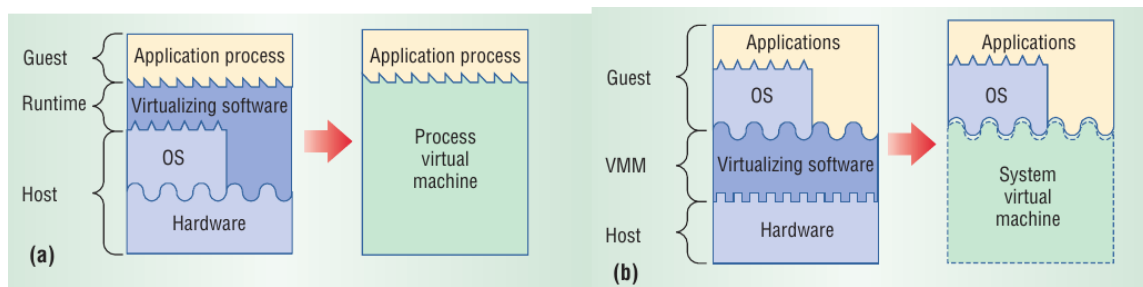 Guest
Runtime
Host
(a)
Application process
Virtualizing software
OS
Hardware
Application process
Process
virtual
machine
Guest
VMM
Host
(b)
Applications
OS
Virtualizing software
Hardware
Applications
OS
System
virtual
machine